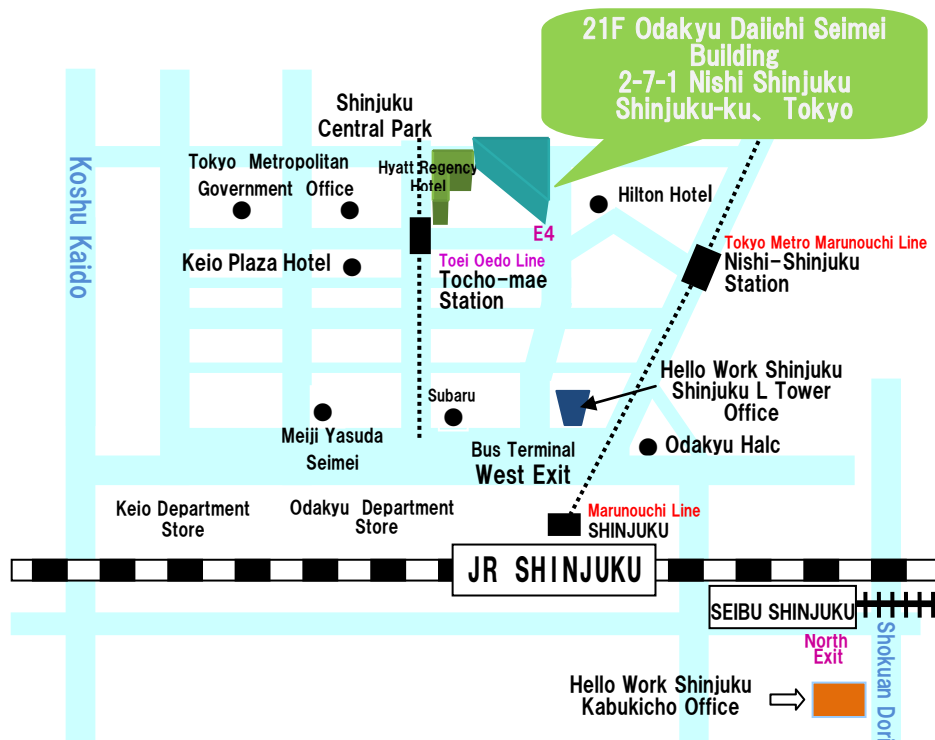 21F Odakyu Daiichi Seimei
Building
2-7-1 Nishi Shinjuku
Shinjuku-ku、 Tokyo
Shinjuku
Central Park
Koshu Kaido
Tokyo Metropolitan
Government Office
Hyatt Regency
Hotel
Hilton Hotel
E4
Keio Plaza Hotel
Toei Oedo Line
Tocho-mae
Station
Tokyo Metro Marunouchi Line
Nishi-Shinjuku
Station
Hello Work Shinjuku
Shinjuku L Tower
Office
Subaru
Meiji Yasuda
Seimei
Bus Terminal
West Exit
Odakyu Halc
Keio Department
Store
Odakyu Department
Store
Marunouchi Line
SHINJUKU
JR SHINJUKU
SEIBU SHINJUKU
North
Exit
Shokuan Dori
Hello Work Shinjuku
Kabukicho Office